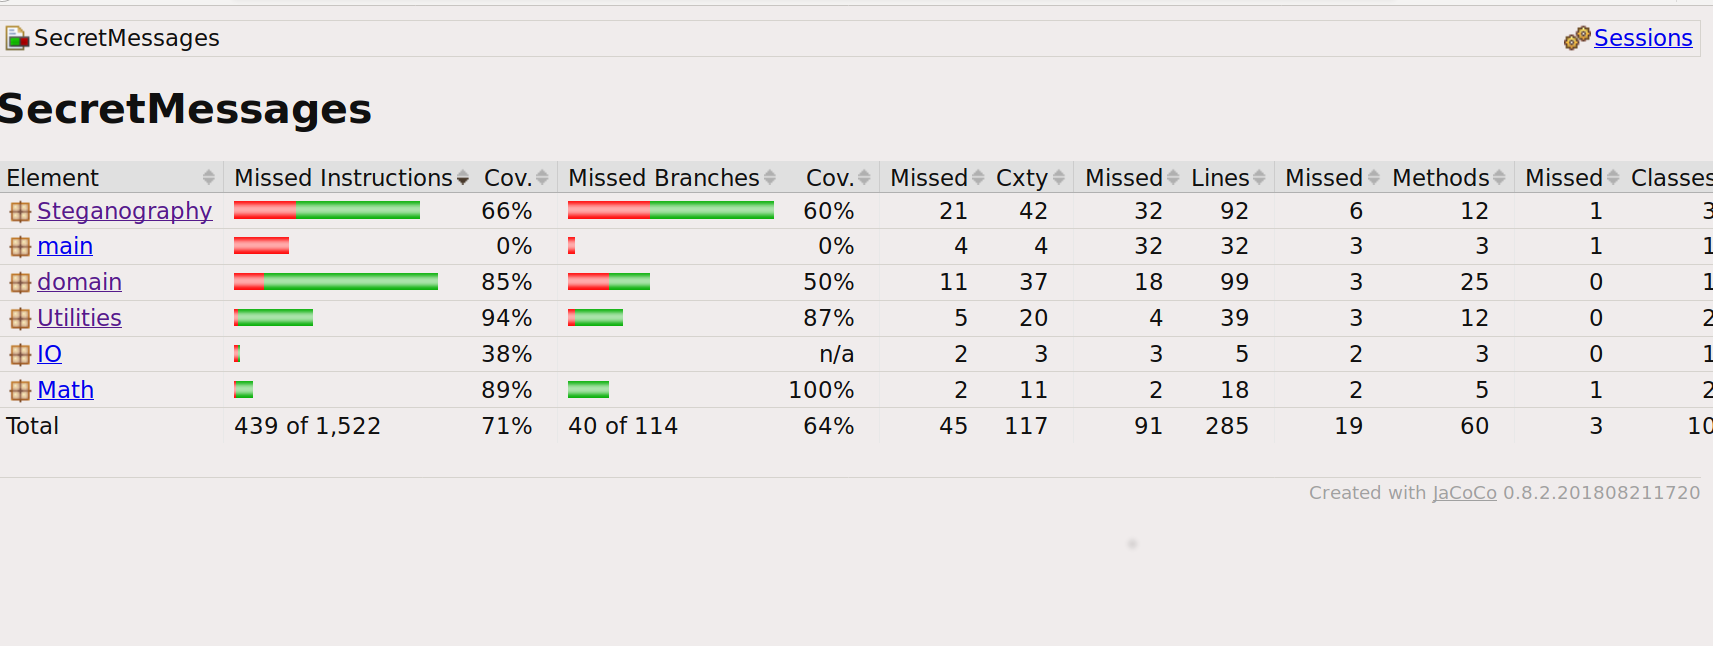 SecretMessages Sessions
SecretMessages
Element Missed Instructions Cov. Missed Branches Cov. Missed Cxty Missed Lines Missed Methods Missed Classes
Steganography 66% 60% 21 42 32 92 6 12 1 3
main 0% 0% 4 4 32 32 3 3 1 1
domain 85% 50% 11 37 18 99 3 25 0 1
Utilities 94% 87% 5 20 4 39 3 12 0 2
IO 38% n/a 2 3 3 5 2 3 0 1
Math 89% 100% 2 11 2 18 2 5 1 2
Total 439 of 1,522 71% 40 of 114 64% 45 117 91 285 19 60 3 10
Created with JaCoCo 0.8.2.201808211720